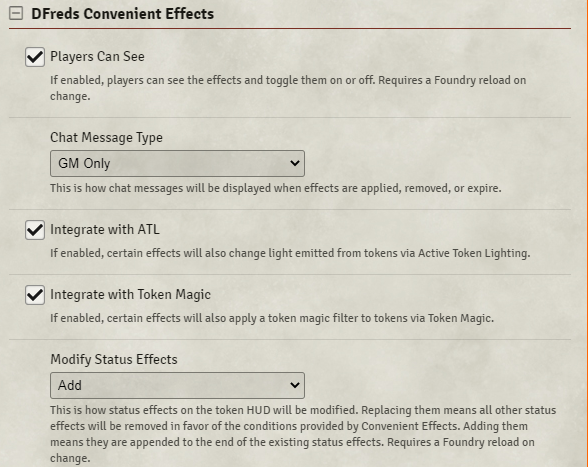 DFreds Convenient Effects
Players Can See
If enabled, players can see the effects and toggle them on or off. Requires a Foundry reload on
change.
Chat Message Type
GM Only
This is how chat messages will be displayed when effects are applied, removed, or expire.
Integrate with ATL
If enabled, certain effects will also change light emitted from tokens via Active Token Lighting.
Integrate with Token Magic
If enabled, certain effects will also apply a token magic filter to tokens via Token Magic.
Modify Status Effects
Add
This is how status effects on the token HUD will be modified. Replacing them means all other status
effects will be removed in favor of the conditions provided by Convenient Effects. Adding them
means they are appended to the end of the existing status effects. Requires a Foundry reload on
change.